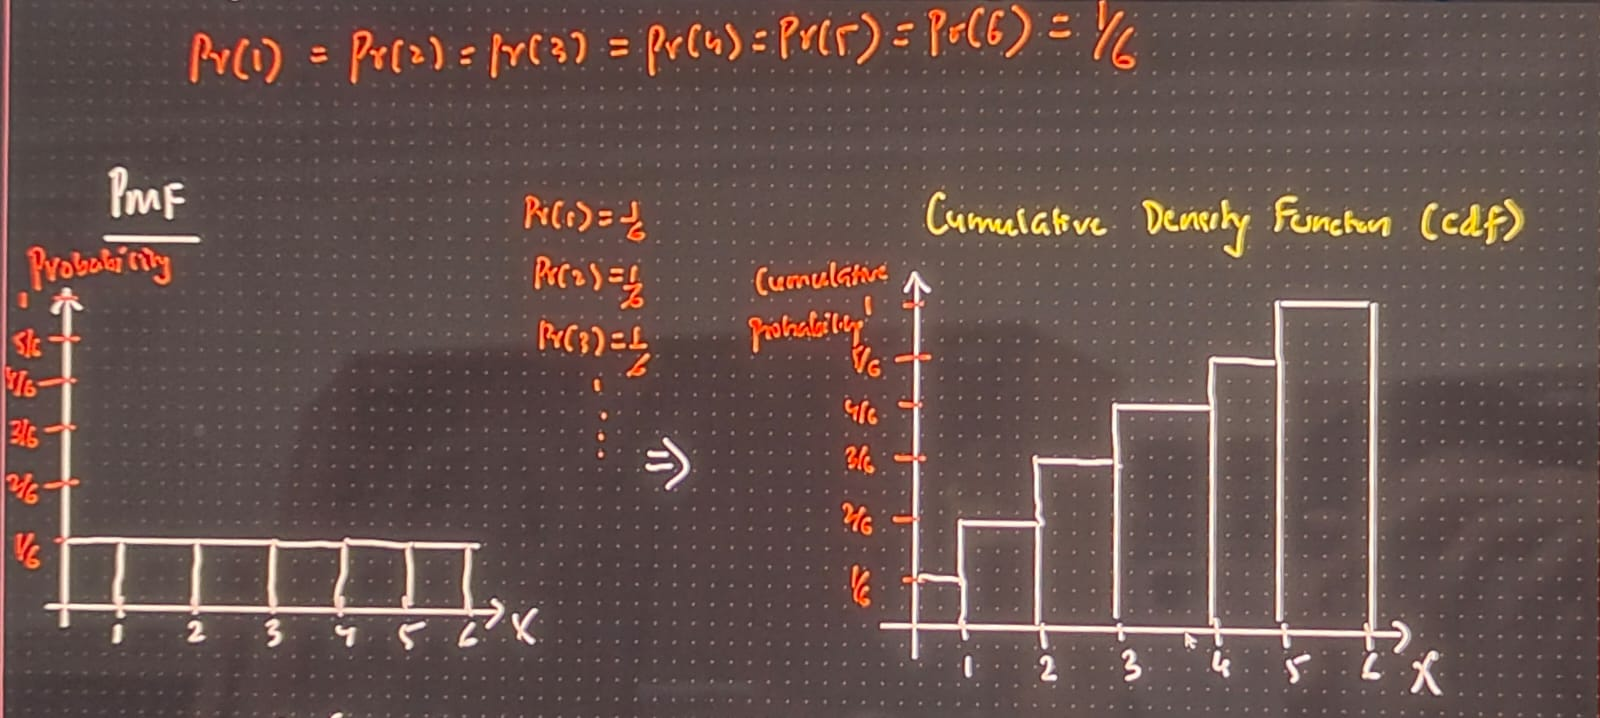 Pr(1) = Pr(2) = Pr(3) = Pr(4) = Pr(5) = Pr(6) = 1/6
PMF
Probability
1
5/6
4/6
3/6
2/6
1/6
1 2 3 4 5 6 X
Pr(1) = 1/6
Pr(2) = 1/6
Pr(3) = 1/6
⇒
Cumulative Density Function (cdf)
Cumulative
probability
1
5/6
4/6
3/6
2/6
1/6
1 2 3 4 5 6 X